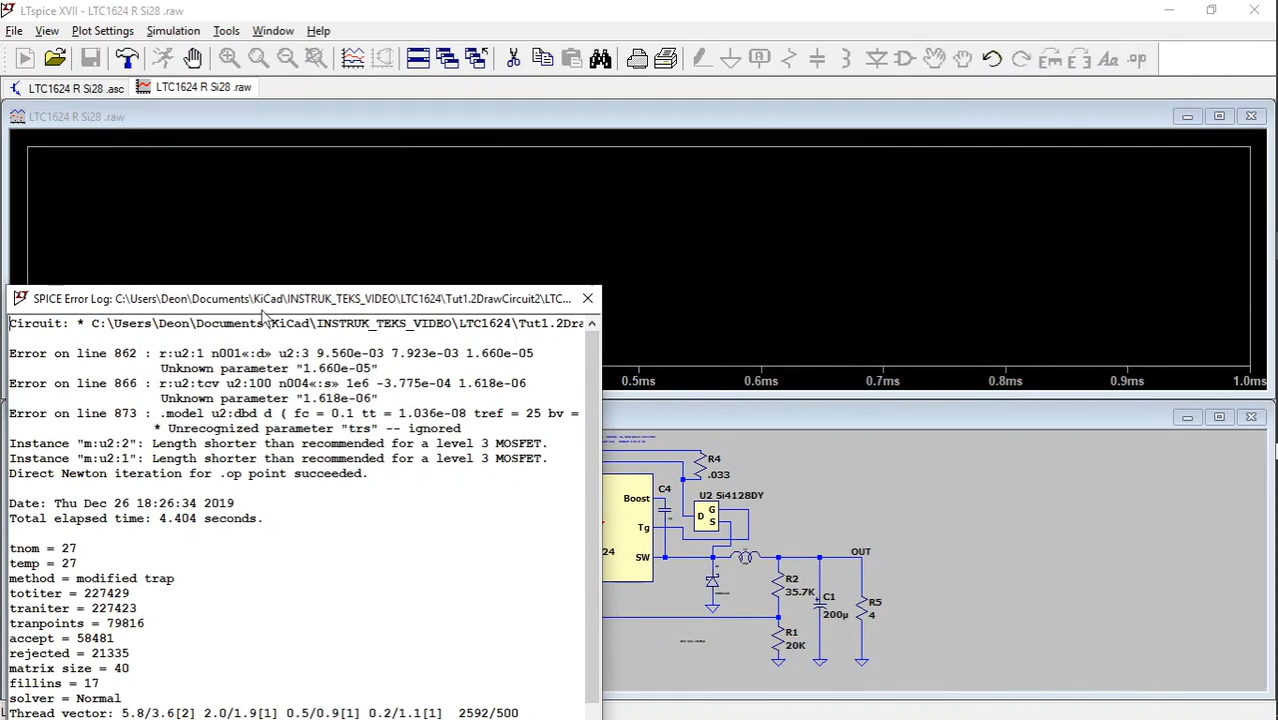 LTspice XVII - LTC1624 R Si28 .raw
File View Plot Settings Simulation Tools Window Help
LTC1624 R Si28 .asc LTC1624 R Si28 .raw
LTC1624 R Si28 .raw
0.5ms 0.6ms 0.7ms 0.8ms 0.9ms 1.0ms
SPICE Error Log: C:\Users\Deon\Documents\KiCad\INSTRUK_TEKS_VIDEO\LTC1624\Tut1.2DrawCircuit2\LTC...
Circuit: * C:\Users\Deon\Documents\KiCad\INSTRUK_TEKS_VIDEO\LTC1624\Tut1.2Dra
Error on line 862 : r:u2:1 n001«:d» u2:3 9.560e-03 7.923e-03 1.660e-05
Unknown parameter "1.660e-05"
Error on line 866 : r:u2:tcv u2:100 n004«:s» 1e6 -3.775e-04 1.618e-06
Unknown parameter "1.618e-06"
Error on line 873 : .model u2:dbd d ( fc = 0.1 tt = 1.036e-08 tref = 25 bv =
* Unrecognized parameter "trs" -- ignored
Instance "m:u2:2": Length shorter than recommended for a level 3 MOSFET.
Instance "m:u2:1": Length shorter than recommended for a level 3 MOSFET.
Direct Newton iteration for .op point succeeded.
Date: Thu Dec 26 18:26:34 2019
Total elapsed time: 4.404 seconds.
tnom = 27
temp = 27
method = modified trap
totiter = 227429
traniter = 227423
tranpoints = 79816
accept = 58481
rejected = 21335
matrix size = 40
fillins = 17
solver = Normal
Thread vector: 5.8/3.6[2] 2.0/1.9[1] 0.5/0.9[1] 0.2/1.1[1] 2592/500
R4
.033
C4
U2 Si4128DY
Boost
D G
S
Tg
24
SW
OUT
R2
35.7K
C1
200µ
R5
4
R1
20K